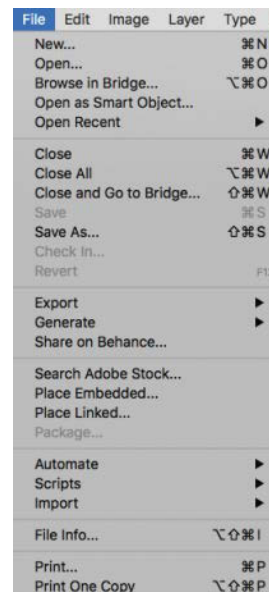 File Edit Image Layer Type
New... ⌘N
Open... ⌘O
Browse in Bridge... ⌥⌘O
Open as Smart Object...
Open Recent ▶
Close ⌘W
Close All ⌥⌘W
Close and Go to Bridge... ⇧⌘W
Save ⌘S
Save As... ⇧⌘S
Check In...
Revert F1
Export ▶
Generate ▶
Share on Behance...
Search Adobe Stock...
Place Embedded...
Place Linked...
Package...
Automate ▶
Scripts ▶
Import ▶
File Info... ⌥⇧⌘I
Print... ⌘P
Print One Copy ⌥⇧⌘P